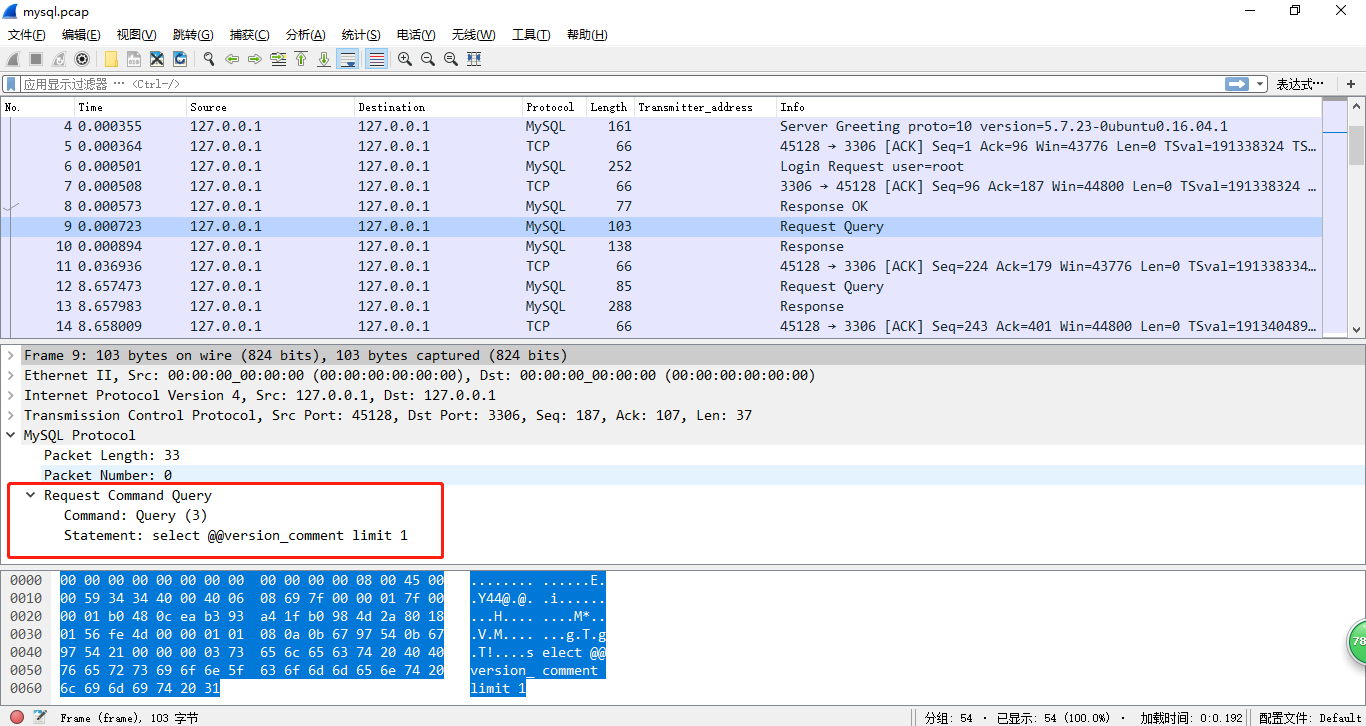 mysql.pcap
文件(F) 编辑(E) 视图(V) 跳转(G) 捕获(C) 分析(A) 统计(S) 电话(Y) 无线(W) 工具(T) 帮助(H)
应用显示过滤器 … <Ctrl-/> 表达式… +
No. Time Source Destination Protocol Length Transmitter_address Info
4 0.000355 127.0.0.1 127.0.0.1 MySQL 161 Server Greeting proto=10 version=5.7.23-0ubuntu0.16.04.1
5 0.000364 127.0.0.1 127.0.0.1 TCP 66 45128 → 3306 [ACK] Seq=1 Ack=96 Win=43776 Len=0 TSval=191338324 TS…
6 0.000501 127.0.0.1 127.0.0.1 MySQL 252 Login Request user=root
7 0.000508 127.0.0.1 127.0.0.1 TCP 66 3306 → 45128 [ACK] Seq=96 Ack=187 Win=44800 Len=0 TSval=191338324 …
8 0.000573 127.0.0.1 127.0.0.1 MySQL 77 Response OK
9 0.000723 127.0.0.1 127.0.0.1 MySQL 103 Request Query
10 0.000894 127.0.0.1 127.0.0.1 MySQL 138 Response
11 0.036936 127.0.0.1 127.0.0.1 TCP 66 45128 → 3306 [ACK] Seq=224 Ack=179 Win=43776 Len=0 TSval=191338334…
12 8.657473 127.0.0.1 127.0.0.1 MySQL 85 Request Query
13 8.657983 127.0.0.1 127.0.0.1 MySQL 288 Response
14 8.658009 127.0.0.1 127.0.0.1 TCP 66 45128 → 3306 [ACK] Seq=243 Ack=401 Win=44800 Len=0 TSval=191340489…
Frame 9: 103 bytes on wire (824 bits), 103 bytes captured (824 bits)
Ethernet II, Src: 00:00:00_00:00:00 (00:00:00:00:00:00), Dst: 00:00:00_00:00:00 (00:00:00:00:00:00)
Internet Protocol Version 4, Src: 127.0.0.1, Dst: 127.0.0.1
Transmission Control Protocol, Src Port: 45128, Dst Port: 3306, Seq: 187, Ack: 107, Len: 37
MySQL Protocol
Packet Length: 33
Packet Number: 0
Request Command Query
Command: Query (3)
Statement: select @@version_comment limit 1
0000 00 00 00 00 00 00 00 00 00 00 00 00 08 00 45 00 ........ ......E.
0010 00 59 34 34 40 00 40 06 08 69 7f 00 00 01 7f 00 .Y44@.@. .i......
0020 00 01 b0 48 0c ea b3 93 a4 1f b0 98 4d 2a 80 18 ...H.... ....M*..
0030 01 56 fe 4d 00 00 01 01 08 0a 0b 67 97 54 0b 67 .V.M.... ...g.T.g
0040 97 54 21 00 00 00 03 73 65 6c 65 63 74 20 40 40 .T!....s elect @@
0050 76 65 72 73 69 6f 6e 5f 63 6f 6d 6d 65 6e 74 20 version_ comment
0060 6c 69 6d 69 74 20 31 limit 1
78
Frame (frame), 103 字节 分组: 54 · 已显示: 54 (100.0%) · 加载时间: 0:0.192 配置文件: Default